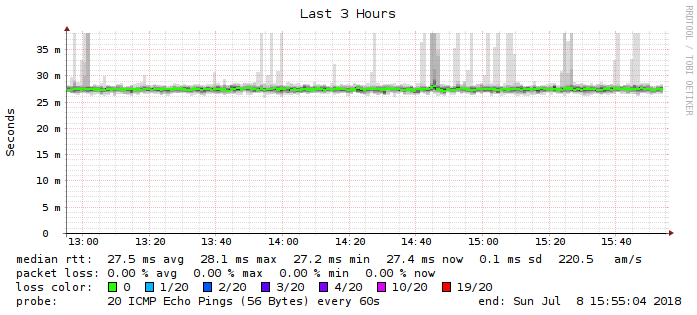 Last 3 Hours
RRDTOOL / TOBI OETIKER
Seconds
35 m
30 m
25 m
20 m
15 m
10 m
5 m
0
13:00 13:20 13:40 14:00 14:20 14:40 15:00 15:20 15:40
median rtt: 27.5 ms avg 28.1 ms max 27.2 ms min 27.4 ms now 0.1 ms sd 220.5 am/s
packet loss: 0.00 % avg 0.00 % max 0.00 % min 0.00 % now
loss color: 0 1/20 2/20 3/20 4/20 10/20 19/20
probe: 20 ICMP Echo Pings (56 Bytes) every 60s end: Sun Jul 8 15:55:04 2018